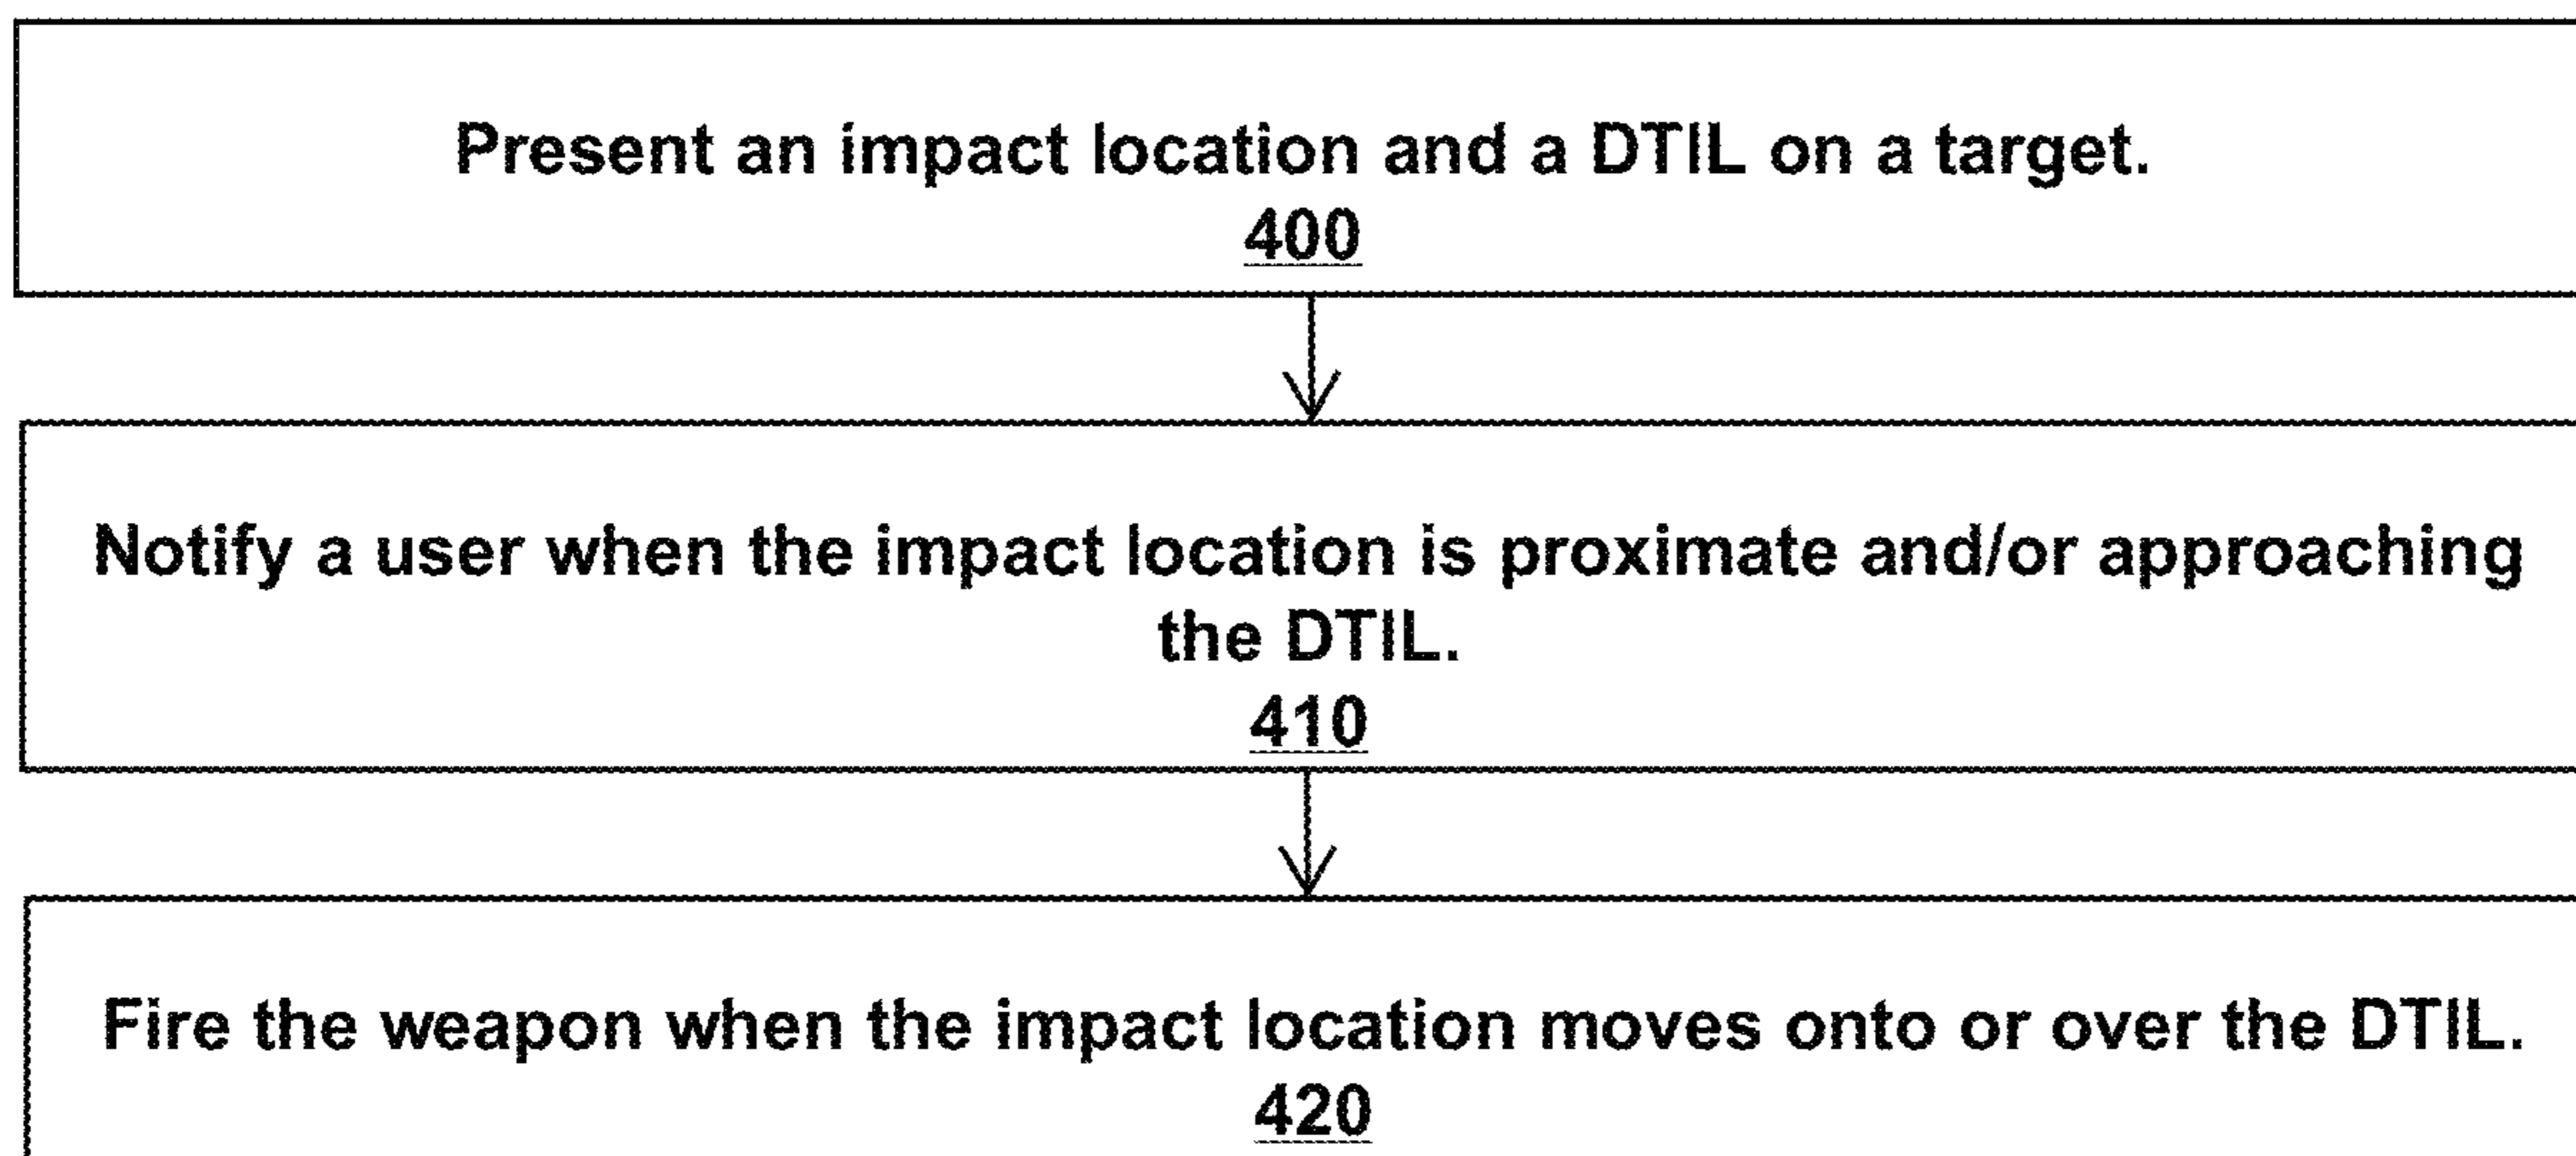 Present an impact location and a DTIL on a target.
400
Notify a user when the impact location is proximate and/or approaching
the DTIL.
410
Fire the weapon when the impact location moves onto or over the DTIL.
420